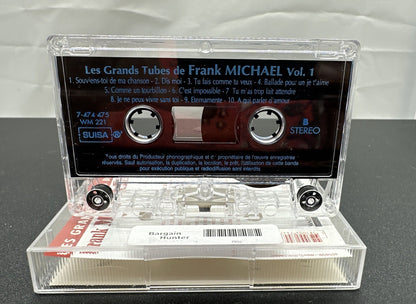 Les Grands Tubes de Frank MICHAEL Vol. 1
1. Souviens-toi de ma chanson - 2. Dis moi - 3. Tu fais comme tu veux - 4. Ballade pour un je t'aime
5. Comme un tourbillon - 6. C'est impossible - 7. Tu m'as trop fait attendre
8. Je ne peux vivre sans toi - 9. Eternamente - 10. A qui parler d'amour
7-474 475
WM 221
SUISA ®
B
STEREO
Tous droits du Producteur phonographique et du propriétaire de l'œuvre enregistrée
réservés. Sauf autorisation, la duplication, la location, le prêt, l'utilisation de cette bande
pour exécution publique et radiodiffusion sont interdits
Bargain
Hunter